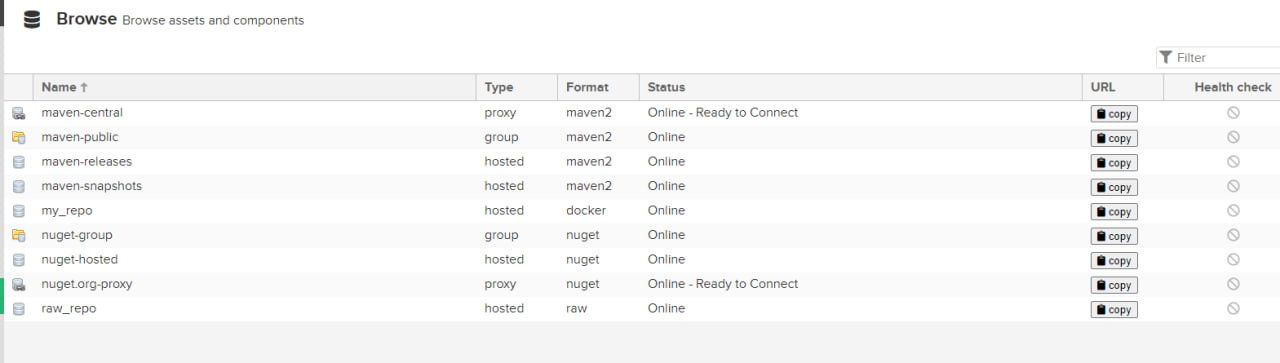 Browse Browse assets and components
Filter
Name ↑ Type Format Status URL Health check
maven-central proxy maven2 Online - Ready to Connect copy
maven-public group maven2 Online copy
maven-releases hosted maven2 Online copy
maven-snapshots hosted maven2 Online copy
my_repo hosted docker Online copy
nuget-group group nuget Online copy
nuget-hosted hosted nuget Online copy
nuget.org-proxy proxy nuget Online - Ready to Connect copy
raw_repo hosted raw Online copy